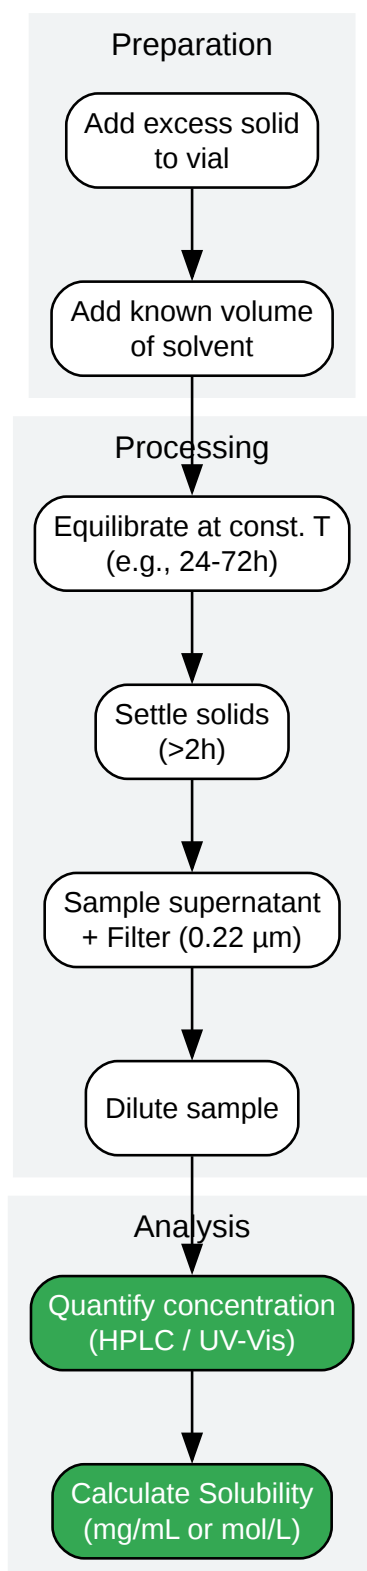 Preparation
Add excess solid
to vial
Add known volume
of solvent
Processing
Equilibrate at const. T
(e.g., 24-72h)
Settle solids
(>2h)
Sample supernatant
+ Filter (0.22 µm)
Dilute sample
Analysis
Quantify concentration
(HPLC / UV-Vis)
Calculate Solubility
(mg/mL or mol/L)